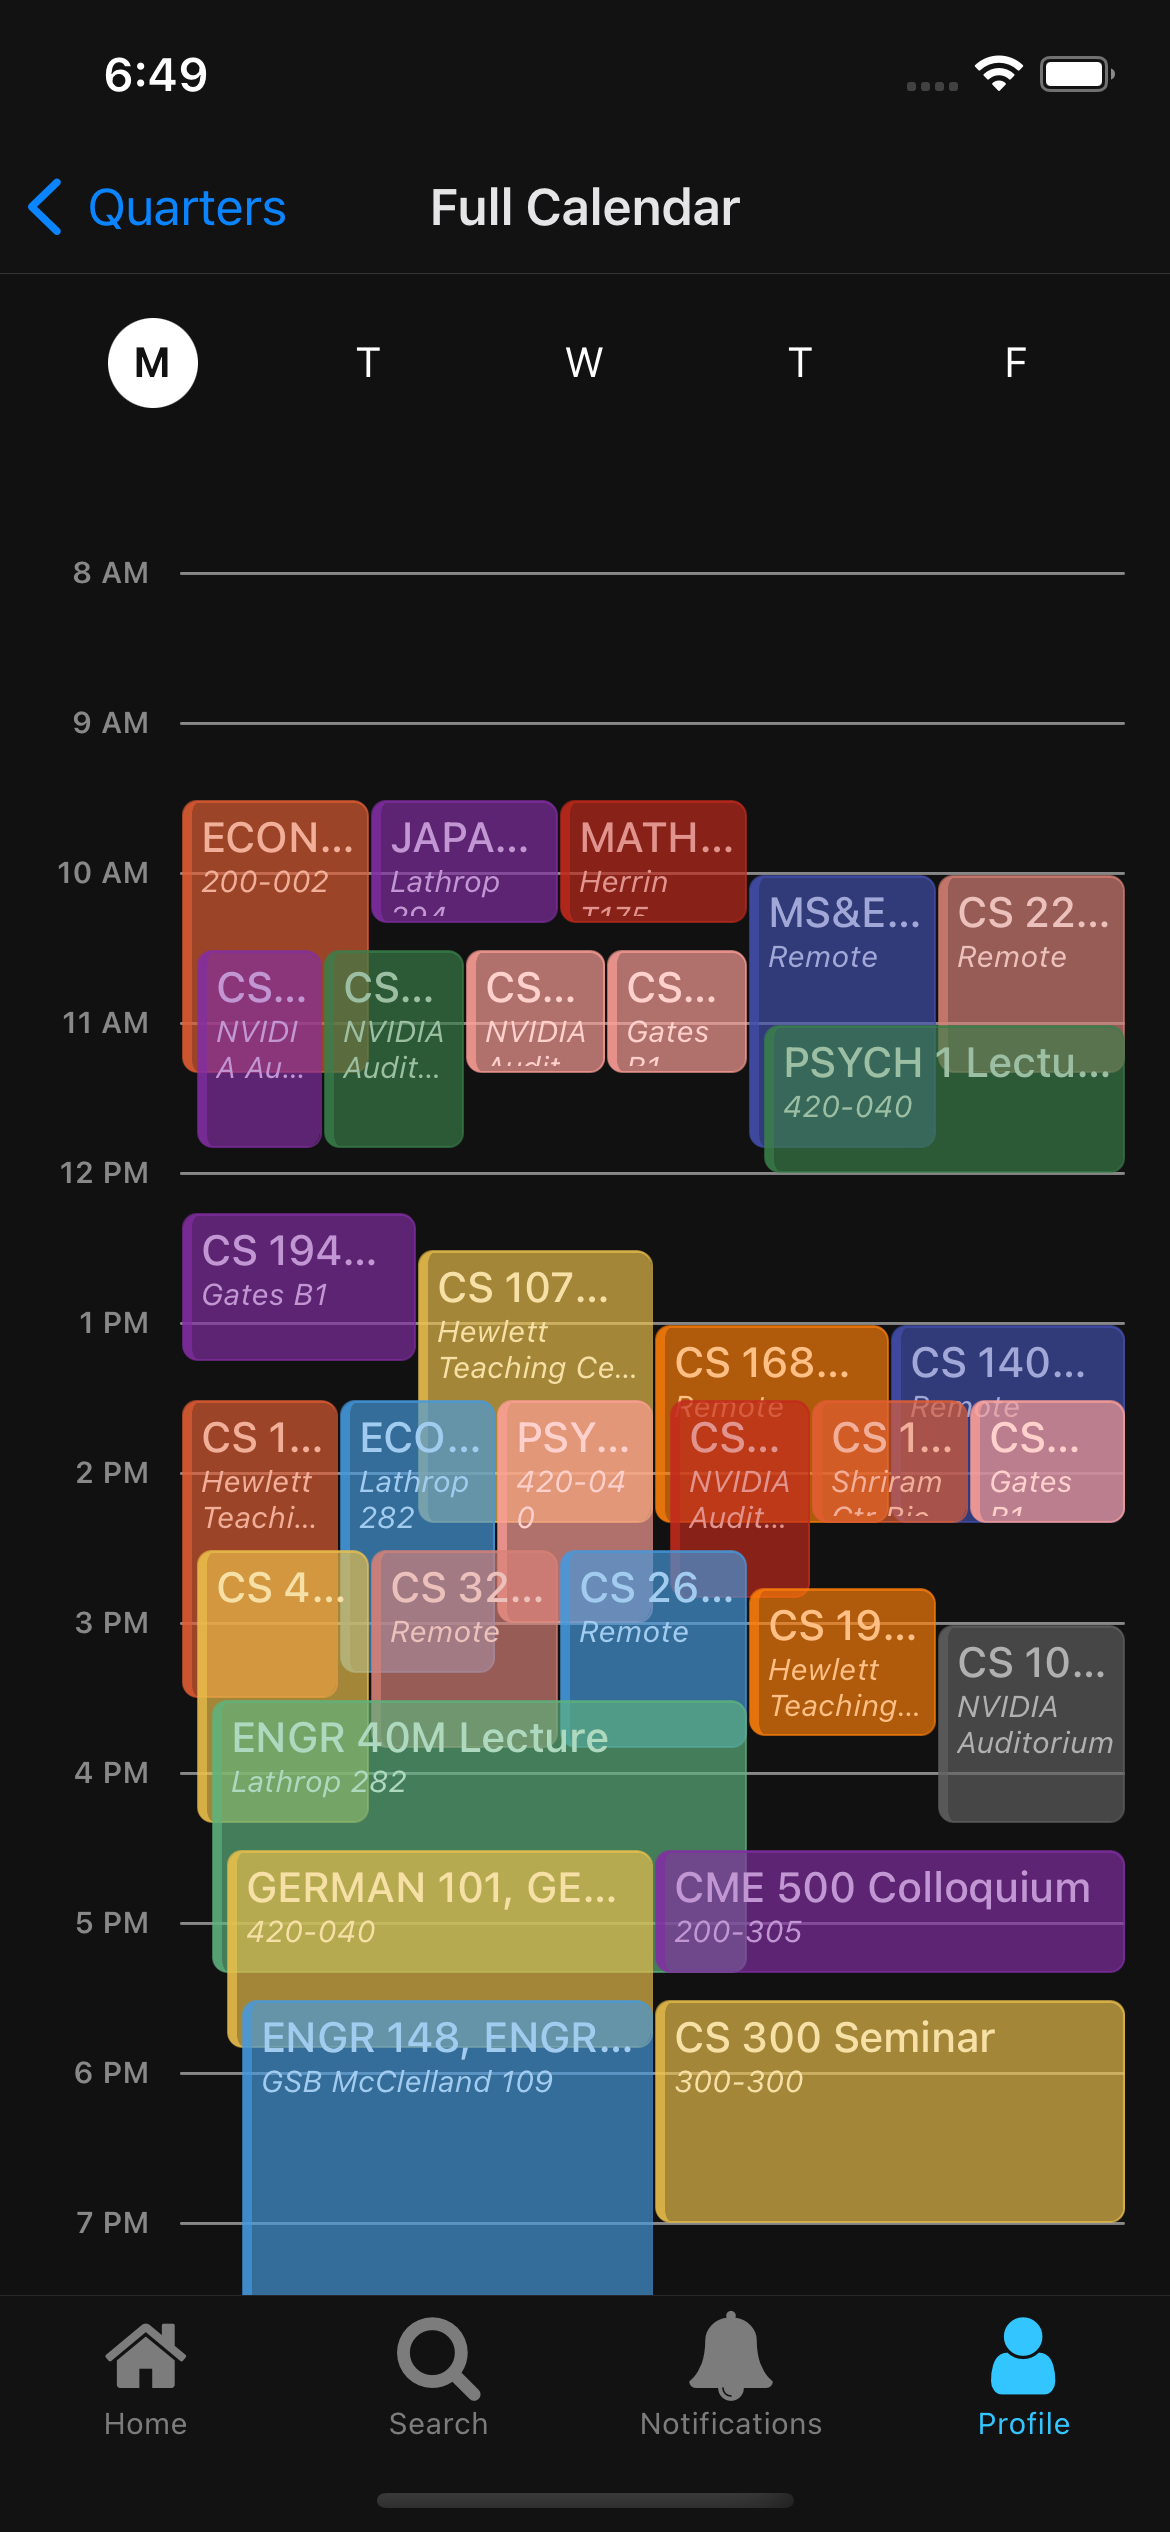 6:49
Quarters
Full Calendar
M T W T F
8 AM
9 AM
ECON...
200-002
JAPA...
Lathrop
294
MATH...
Herrin
T175
10 AM
MS&E...
Remote
CS 22...
Remote
CS...
NVIDI
A Au...
CS...
NVIDIA
Audit...
CS...
NVIDIA
Audit
CS...
Gates
B1
11 AM
PSYCH 1 Lectu...
420-040
12 PM
CS 194...
Gates B1
CS 107...
Hewlett
Teaching Ce...
1 PM
CS 168...
Remote
CS 140...
Remote
CS 1...
Hewlett
Teachi...
ECO...
Lathrop
282
PSY...
420-04
0
CS...
NVIDIA
Audit...
CS 1...
Shriram
Ctr Bio
CS...
Gates
B1
2 PM
CS 4...
CS 32...
Remote
CS 26...
Remote
CS 19...
Hewlett
Teaching...
3 PM
CS 10...
NVIDIA
Auditorium
ENGR 40M Lecture
Lathrop 282
4 PM
GERMAN 101, GE...
420-040
CME 500 Colloquium
200-305
5 PM
ENGR 148, ENGR...
GSB McClelland 109
CS 300 Seminar
300-300
6 PM
7 PM
Home
Search
Notifications
Profile